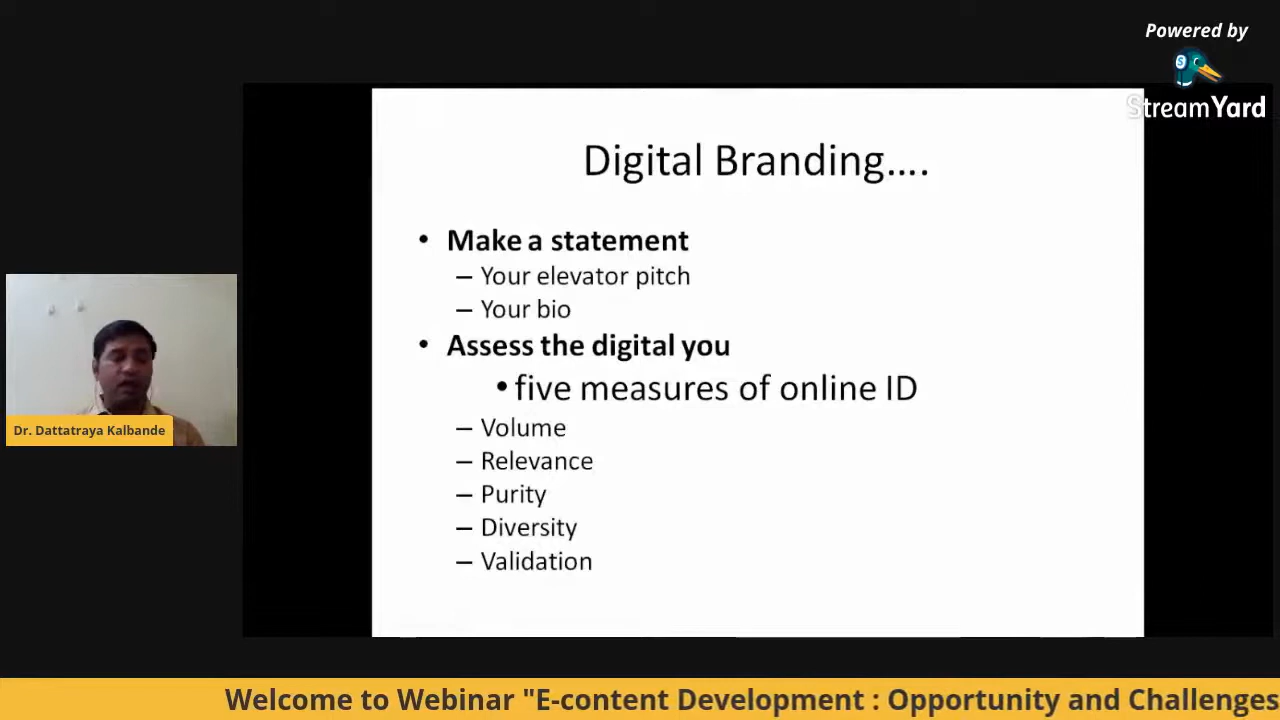 Powered by
StreamYard
Digital Branding....
• Make a statement
– Your elevator pitch
– Your bio
• Assess the digital you
• five measures of online ID
– Volume
– Relevance
– Purity
– Diversity
– Validation
Dr. Dattatraya Kalbande
Welcome to Webinar "E-content Development : Opportunity and Challenges